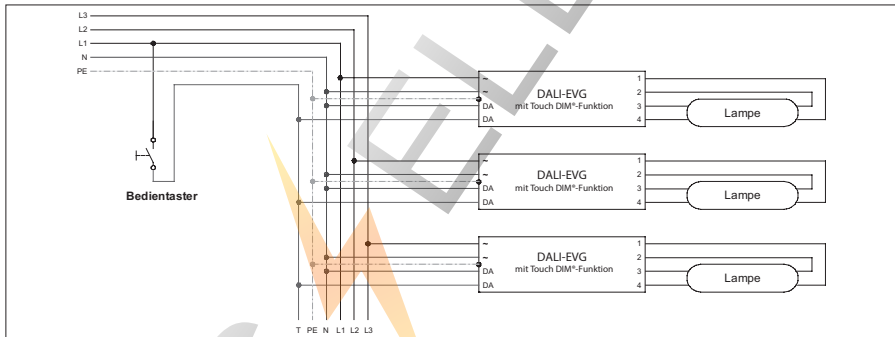 L3
L2
L1
N
PE
Bedientaster
~
~
DA
DA
DALI-EVG
mit Touch DIM®-Funktion
1
2
3
4
Lampe
~
~
DA
DA
DALI-EVG
mit Touch DIM®-Funktion
1
2
3
4
Lampe
~
~
DA
DA
DALI-EVG
mit Touch DIM®-Funktion
1
2
3
4
Lampe
T PE N L1 L2 L3